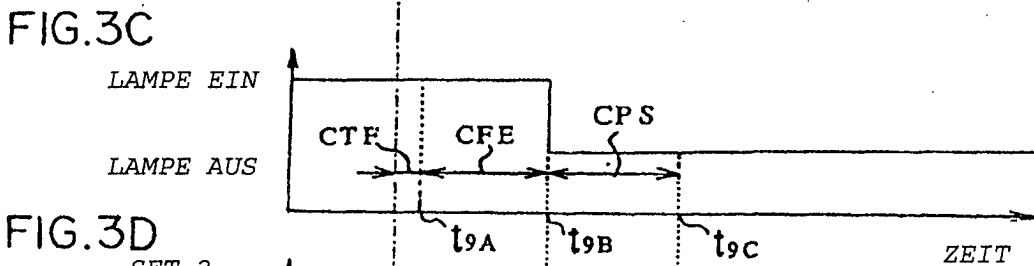 FIG.3C
LAMPE EIN
CTF
CFE
CPS
LAMPE AUS
t9A
t9B
t9C
FIG.3D
ZEIT